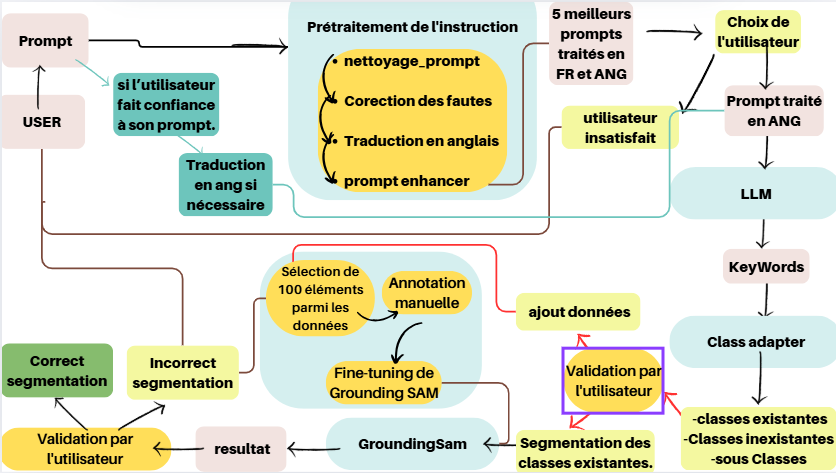 Prompt
USER
si l'utilisateur
fait confiance
à son prompt.
Traduction
en ang si
nécessaire
Prétraitement de l'instruction
• nettoyage_prompt
• Corection des fautes
• Traduction en anglais
• prompt enhancer
5 meilleurs
prompts
traités en
FR et ANG
Choix de
l'utilisateur
utilisateur
insatisfait
Prompt traité
en ANG
LLM
KeyWords
Class adapter
-classes existantes
-Classes inexistantes
-sous Classes
Validation par
l'utilisateur
ajout données
Segmentation des
classes existantes.
Sélection de
100 éléments
parmi les
données
Annotation
manuelle
Fine-tuning de
Grounding SAM
GroundingSam
resultat
Validation par
l'utilisateur
Correct
segmentation
Incorrect
segmentation